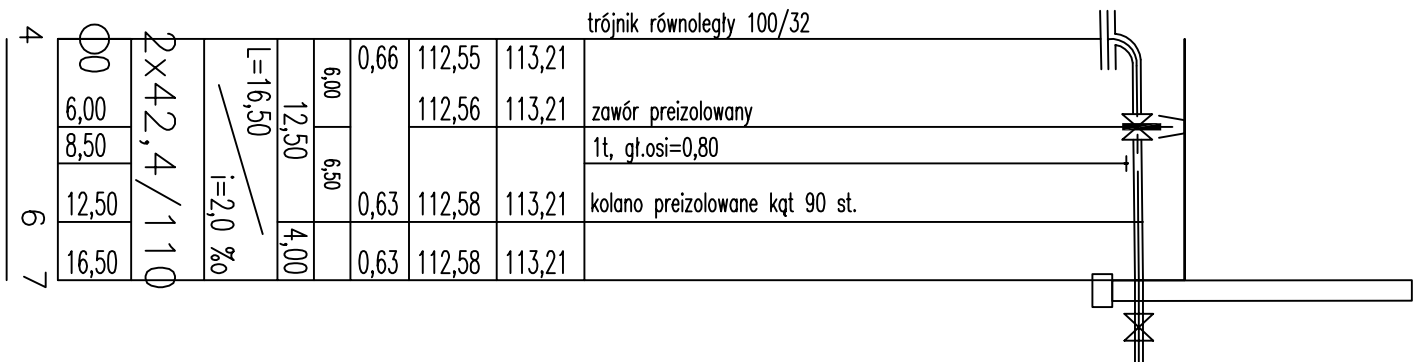 trójnik równoległy 100/32
4
00
2x42,4/110
L=16,50
i=2,0 ‰
12,50
4,00
6,00
6,50
0,66 112,55 113,21
6,00 112,56 113,21 zawór preizolowany
8,50 1t, gł.osi=0,80
12,50 0,63 112,58 113,21 kolano preizolowane kąt 90 st.
6
16,50 0,63 112,58 113,21
7